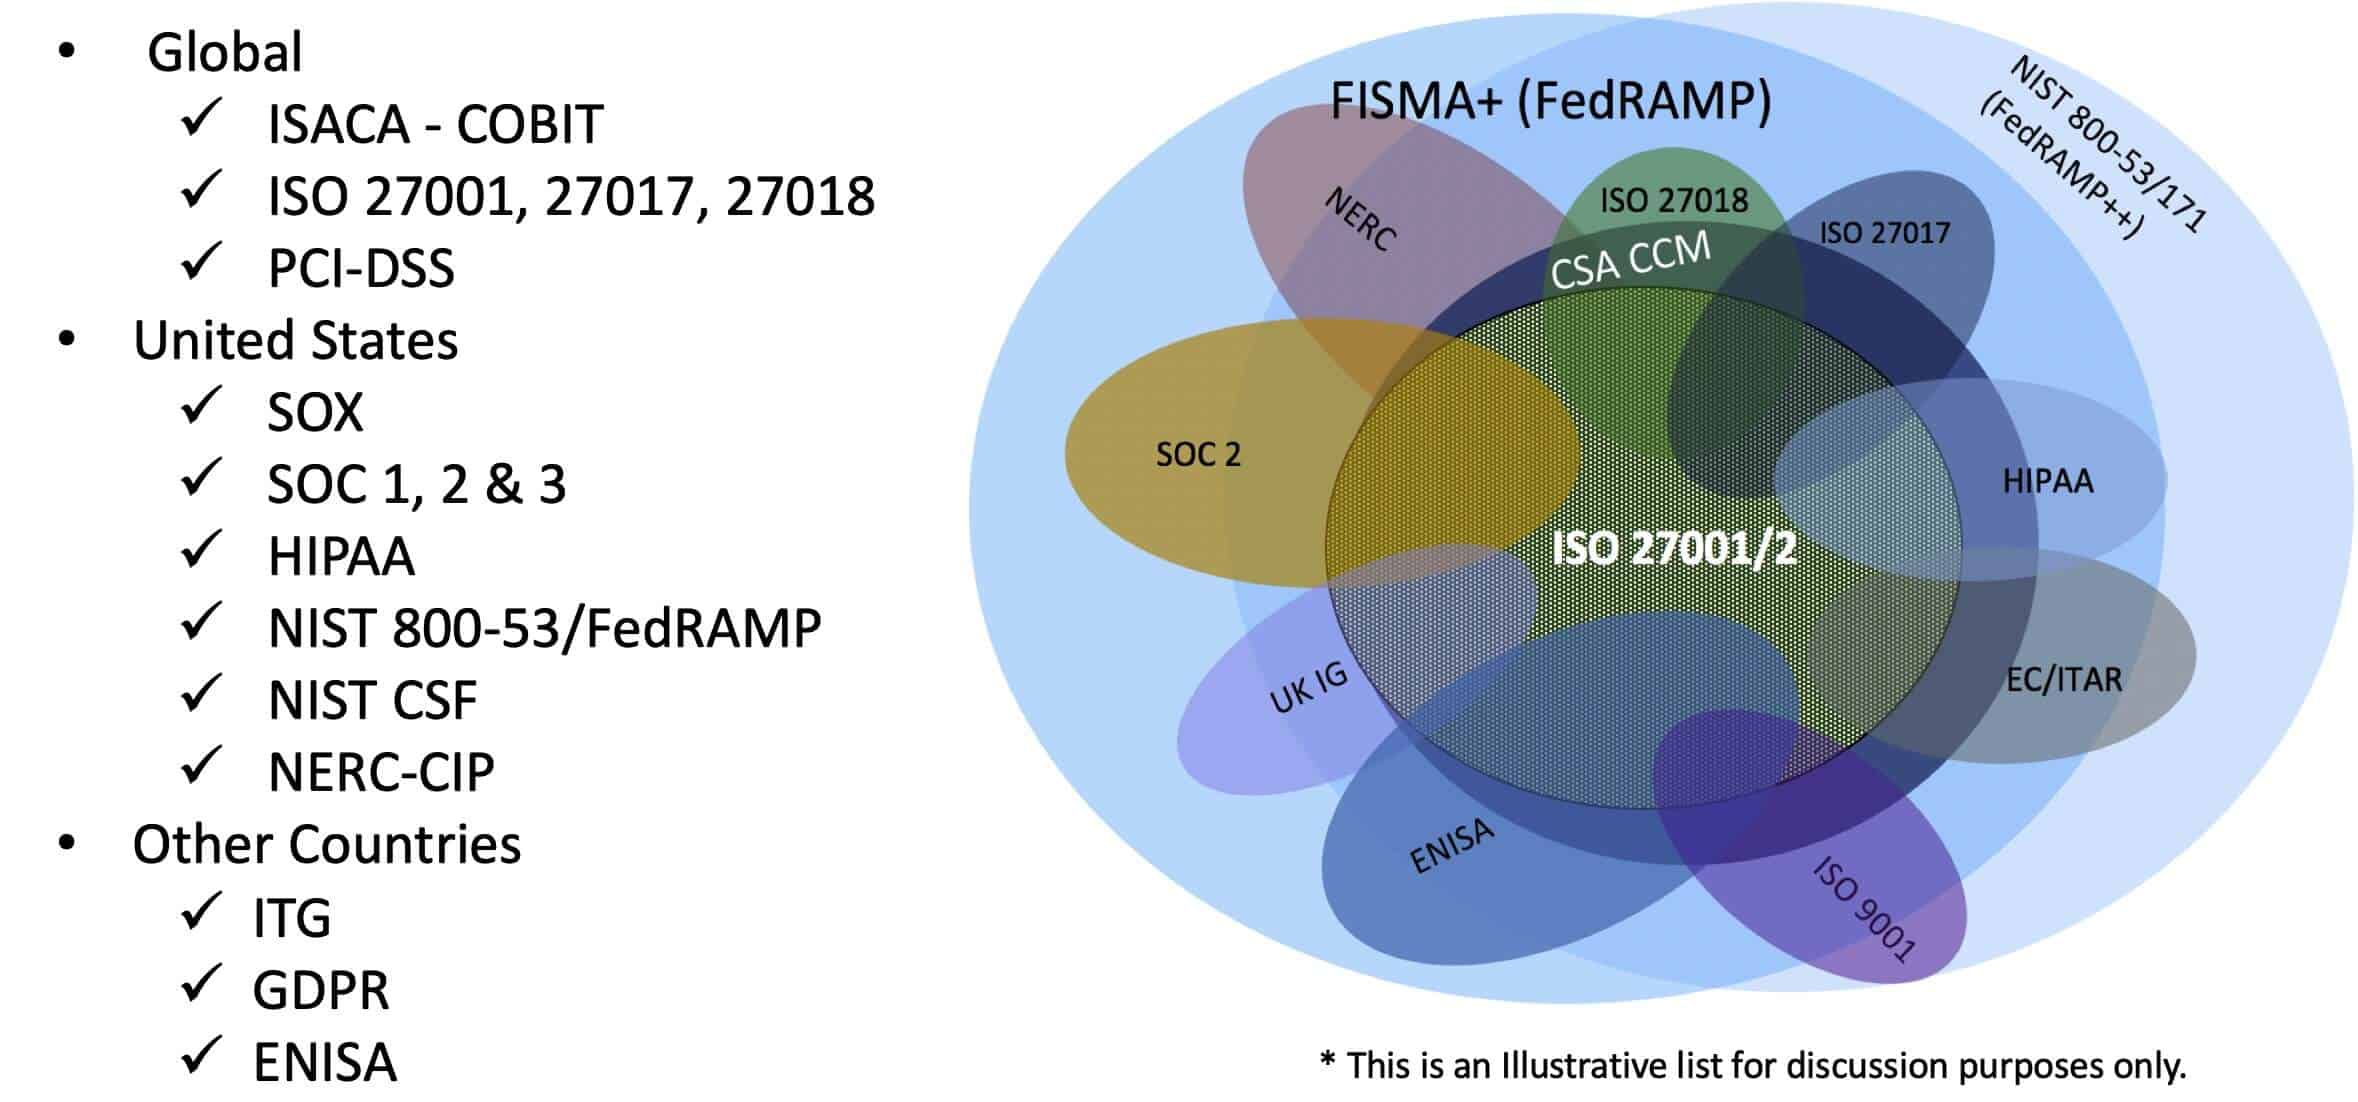 • Global
✓ ISACA - COBIT
✓ ISO 27001, 27017, 27018
✓ PCI-DSS
• United States
✓ SOX
✓ SOC 1, 2 & 3
✓ HIPAA
✓ NIST 800-53/FedRAMP
✓ NIST CSF
✓ NERC-CIP
• Other Countries
✓ ITG
✓ GDPR
✓ ENISA
FISMA+ (FedRAMP)
NIST 800-53/171
(FedRAMP++)
NERC
ISO 27018
ISO 27017
CSA CCM
SOC 2
HIPAA
ISO 27001/2
UK IG
EC/ITAR
ENISA
ISO 9001
* This is an Illustrative list for discussion purposes only.